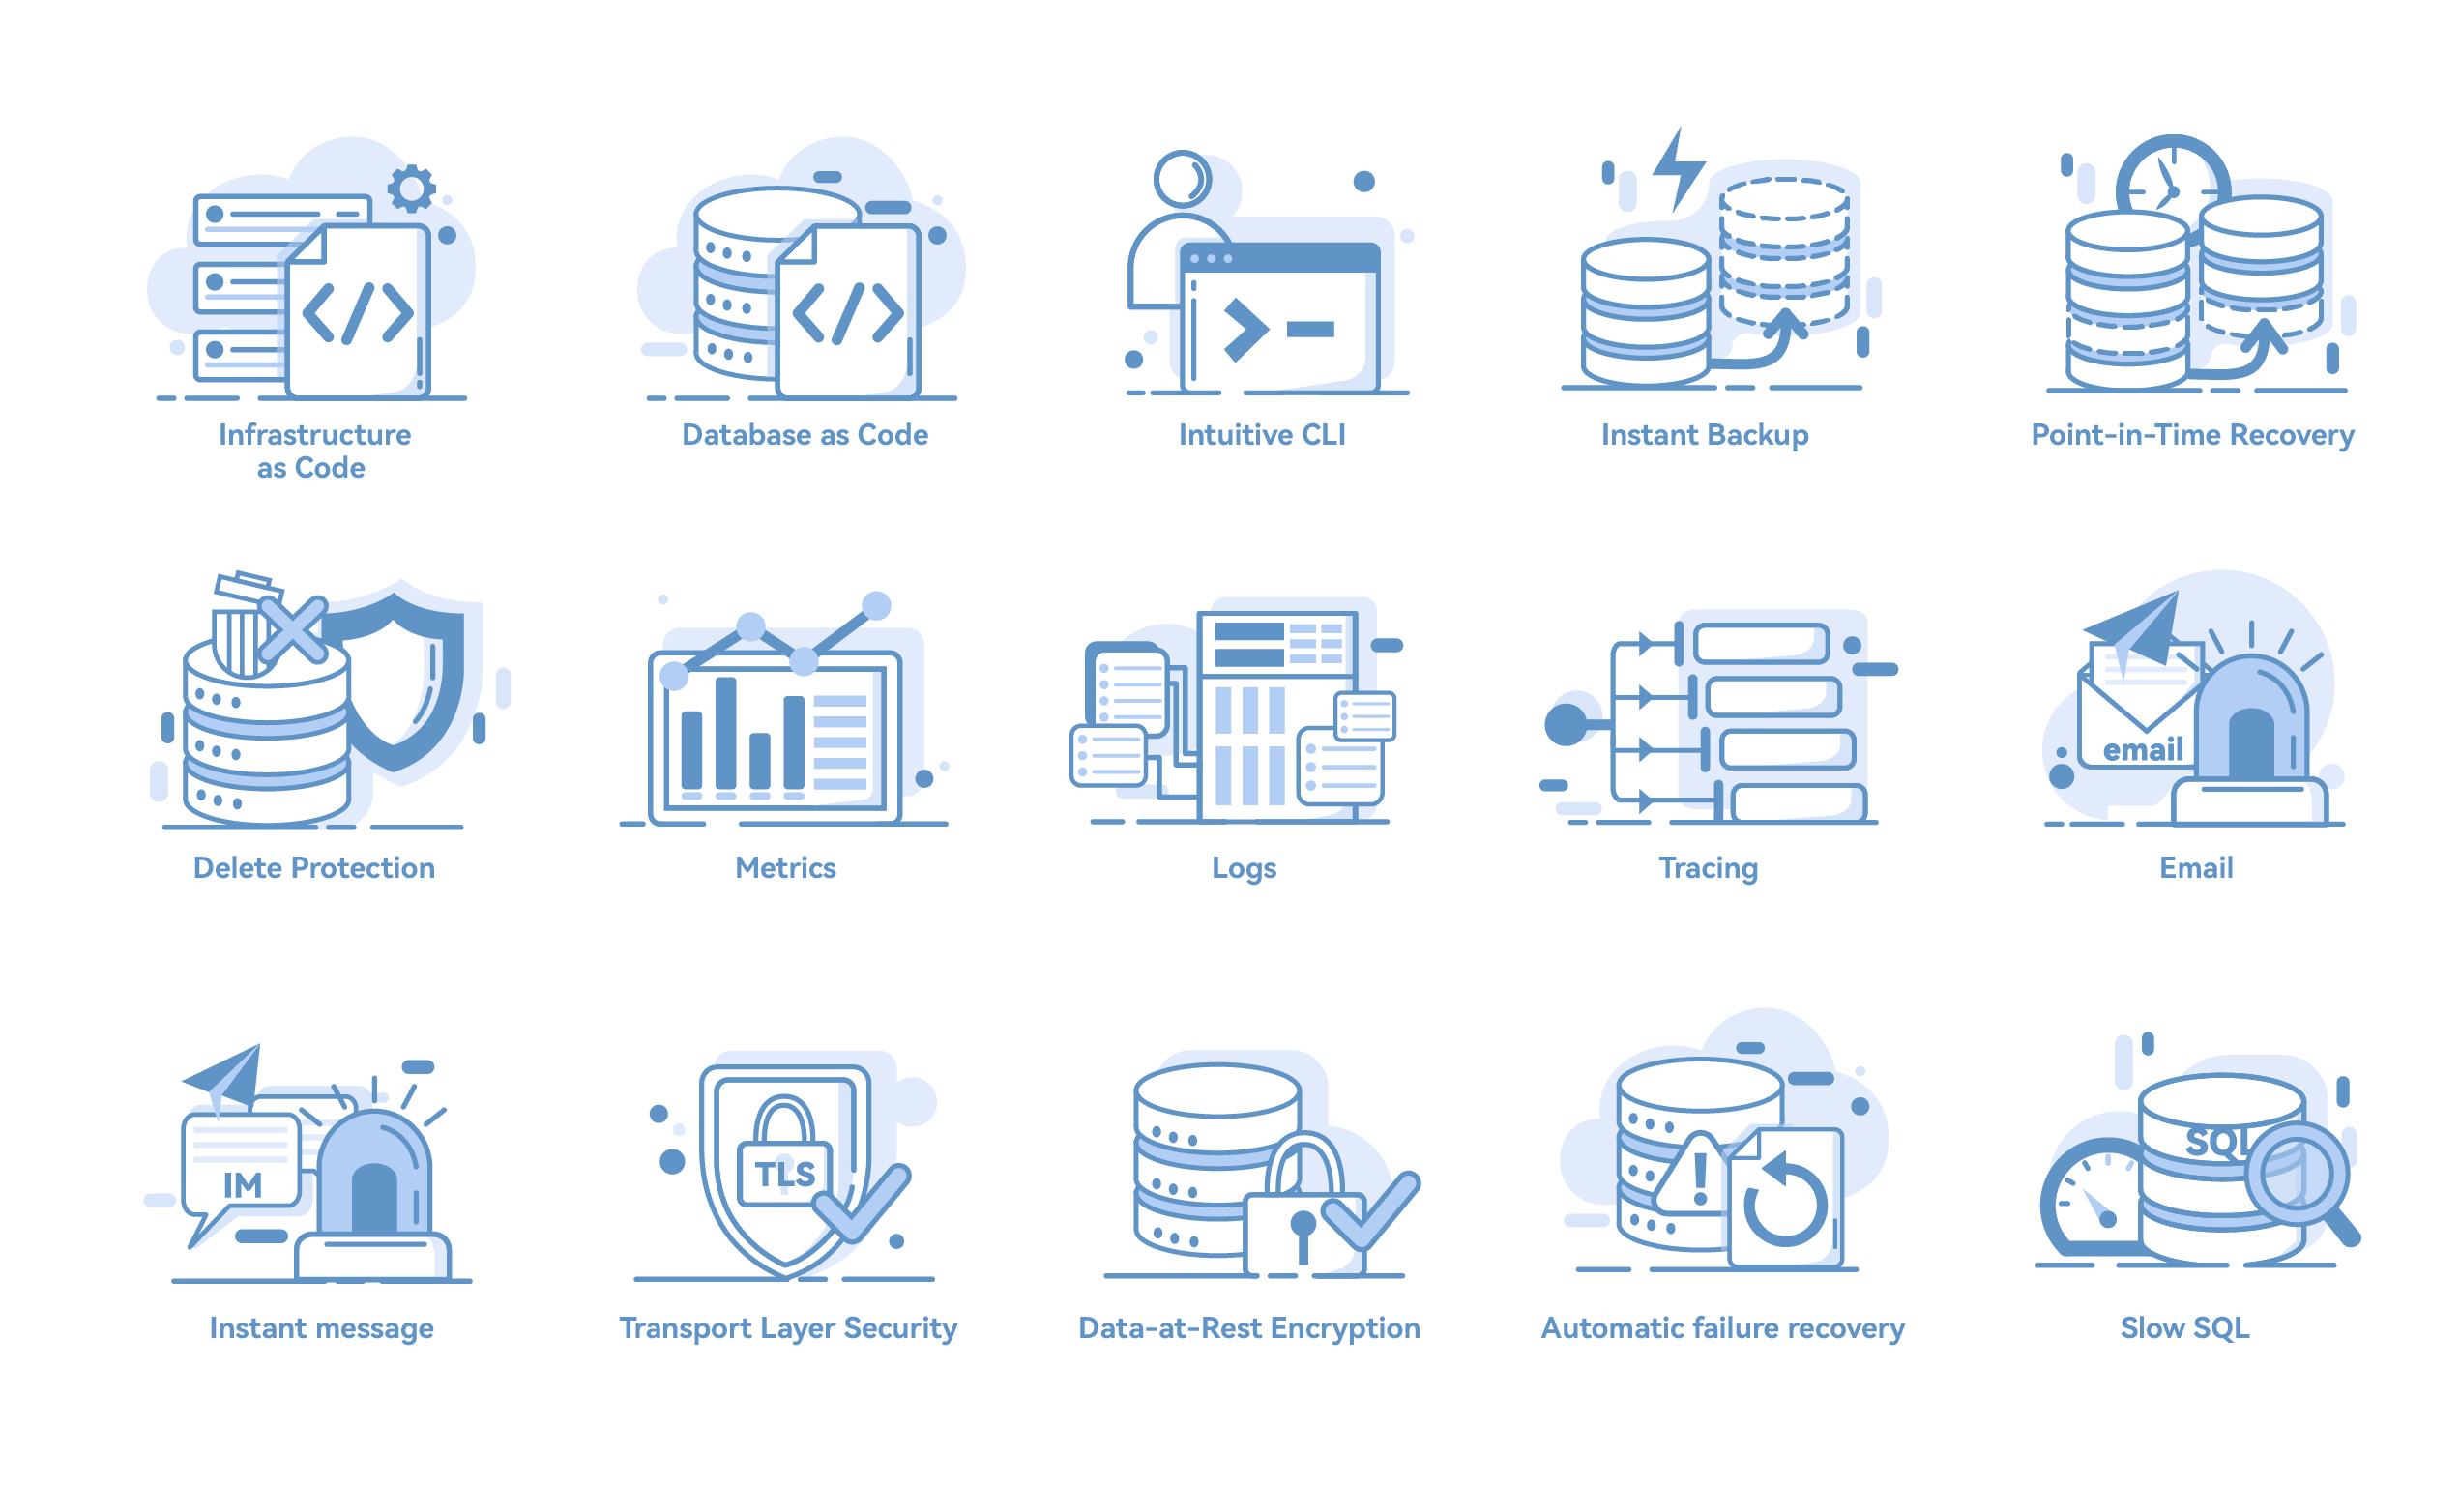 Infrastructure
as Code
Database as Code
Intuitive CLI
Instant Backup
Point-in-Time Recovery
email
Delete Protection
Metrics
Logs
Tracing
Email
IM
TLS
SQL
Instant message
Transport Layer Security
Data-at-Rest Encryption
Automatic failure recovery
Slow SQL